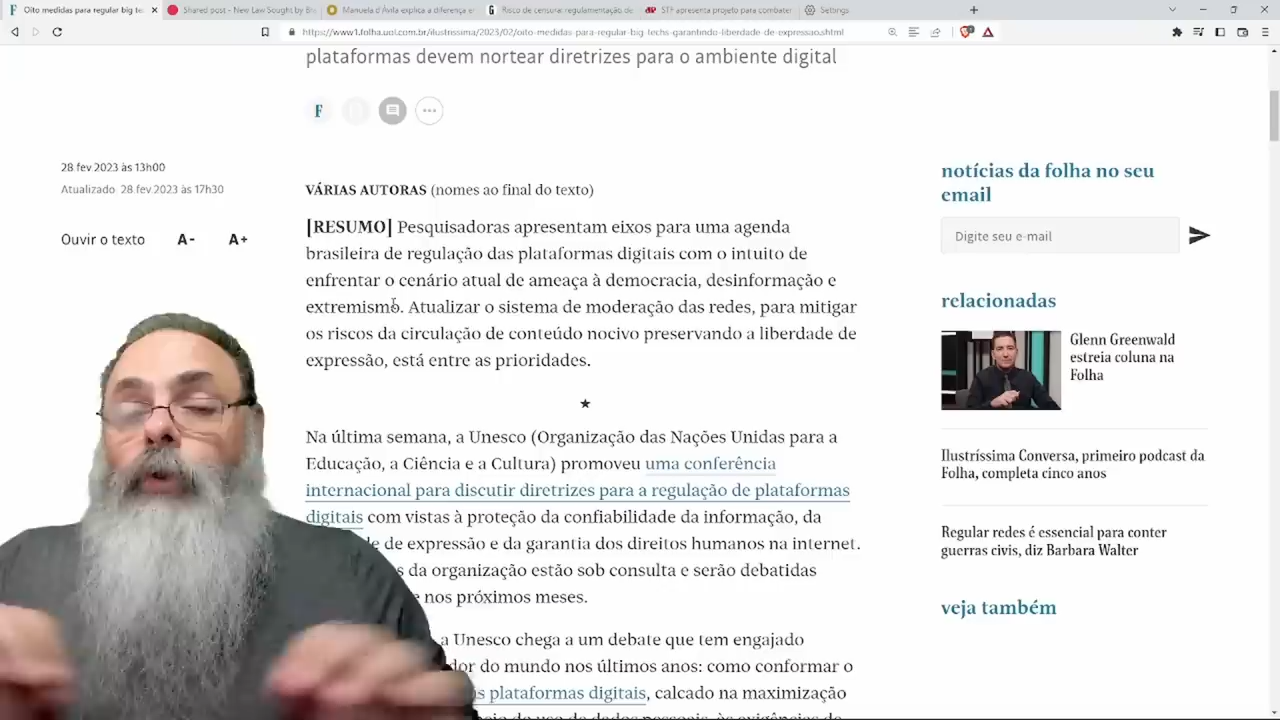 Oito medidas para regular big te
Shared post - New Law Sought by Br
Manuela d'Ávila explica a diferença e
Risco de censura: regulamentação de
STF apresenta projeto para combater
Settings
https://www1.folha.uol.com.br/ilustrissima/2023/02/oito-medidas-para-regular-big-techs-garantindo-liberdade-de-expressao.shtml
plataformas devem nortear diretrizes para o ambiente digital
F
28 fev.2023 às 13h00
Atualizado: 28 fev.2023 às 17h30
Ouvir o texto A- A+
VÁRIAS AUTORAS (nomes ao final do texto)
[RESUMO] Pesquisadoras apresentam eixos para uma agenda
brasileira de regulação das plataformas digitais com o intuito de
enfrentar o cenário atual de ameaça à democracia, desinformação e
extremismo. Atualizar o sistema de moderação das redes, para mitigar
os riscos da circulação de conteúdo nocivo preservando a liberdade de
expressão, está entre as prioridades.
★
Na última semana, a Unesco (Organização das Nações Unidas para a
Educação, a Ciência e a Cultura) promoveu uma conferência
internacional para discutir diretrizes para a regulação de plataformas
digitais com vistas à proteção da confiabilidade da informação, da
de de expressão e da garantia dos direitos humanos na internet.
s da organização estão sob consulta e serão debatidas
e nos próximos meses.
a Unesco chega a um debate que tem engajado
dor do mundo nos últimos anos: como conformar o
s plataformas digitais, calcado na maximização
notícias da folha no seu
email
Digite seu e-mail
relacionadas
Glenn Greenwald
estreia coluna na
Folha
Ilustríssima Conversa, primeiro podcast da
Folha, completa cinco anos
Regular redes é essencial para conter
guerras civis, diz Barbara Walter
veja também